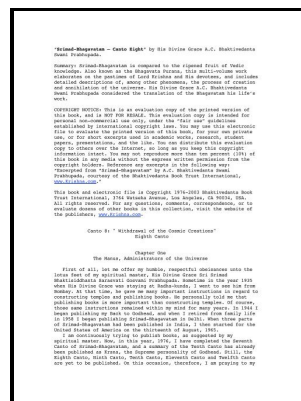 "Srimad-Bhagavatam – Canto Eight" by His Divine Grace A.C. Bhaktivedanta
Swami Prabhupada.
Summary: Srimad-Bhagavatam is compared to the ripened fruit of Vedic
knowledge. Also known as the Bhagavata Purana, this multi-volume work
elaborates on the pastimes of Lord Krishna and His devotees, and includes
detailed descriptions of, among other phenomena, the process of creation
and annihilation of the universe. His Divine Grace A.C. Bhaktivedanta
Swami Prabhupada considered the translation of the Bhagavatam his life's
work.
COPYRIGHT NOTICE: This is an evaluation copy of the printed version of
this book, and is NOT FOR RESALE. This evaluation copy is intended for
personal non-commercial use only, under the "fair use" guidelines
established by international copyright laws. You may use this electronic
file to evaluate the printed version of this book, for your own private
use, or for short excerpts used in academic works, research, student
papers, presentations, and the like. You can distribute this evaluation
copy to others over the internet, so long as you keep this copyright
information intact. You may not reproduce more than ten percent (10%) of
this book in any media without the express written permission from the
copyright holders. Reference any excerpts in the following way:
"Excerpted from "Srimad-Bhagavatam" by A.C. Bhaktivedanta Swami
Prabhupada, courtesy of the Bhaktivedanta Book Trust International,
www.Krishna.com."
This book and electronic file is Copyright 1976-2003 Bhaktivedanta Book
Trust International, 3764 Watseka Avenue, Los Angeles, CA 90034, USA.
All rights reserved. For any questions, comments, correspondence, or to
evaluate dozens of other books in this collection, visit the website of
the publishers, www.Krishna.com.
Canto 8: "Withdrawal of the Cosmic Creations"
Eighth Canto
Chapter One
The Manus, Administrators of the Universe
First of all, let me offer my humble, respectful obeisances unto the
lotus feet of my spiritual master, His Divine Grace Sri Srimad
Bhaktisiddhanta Sarasvati Gosvami Prabhupada. Sometime in the year 1935
when His Divine Grace was staying at Radha-kunda, I went to see him from
Bombay. At that time, he gave me many important instructions in regard to
constructing temples and publishing books. He personally told me that
publishing books is more important than constructing temples. Of course,
those same instructions remained within my mind for many years. In 1944 I
began publishing my Back to Godhead, and when I retired from family life
in 1958 I began publishing Srimad-Bhagavatam in Delhi. When three parts
of Srimad-Bhagavatam had been published in India, I then started for the
United States of America on the thirteenth of August, 1965.
I am continuously trying to publish books, as suggested by my
spiritual master. Now, in this year, 1976, I have completed the Seventh
Canto of Srimad-Bhagavatam, and a summary of the Tenth Canto has already
been published as Krsna, the Supreme personality of Godhead. Still, the
Eighth Canto, Ninth Canto, Tenth Canto, Eleventh Canto and Twelfth Canto
are yet to be published. On this occasion, therefore, I am praying to my